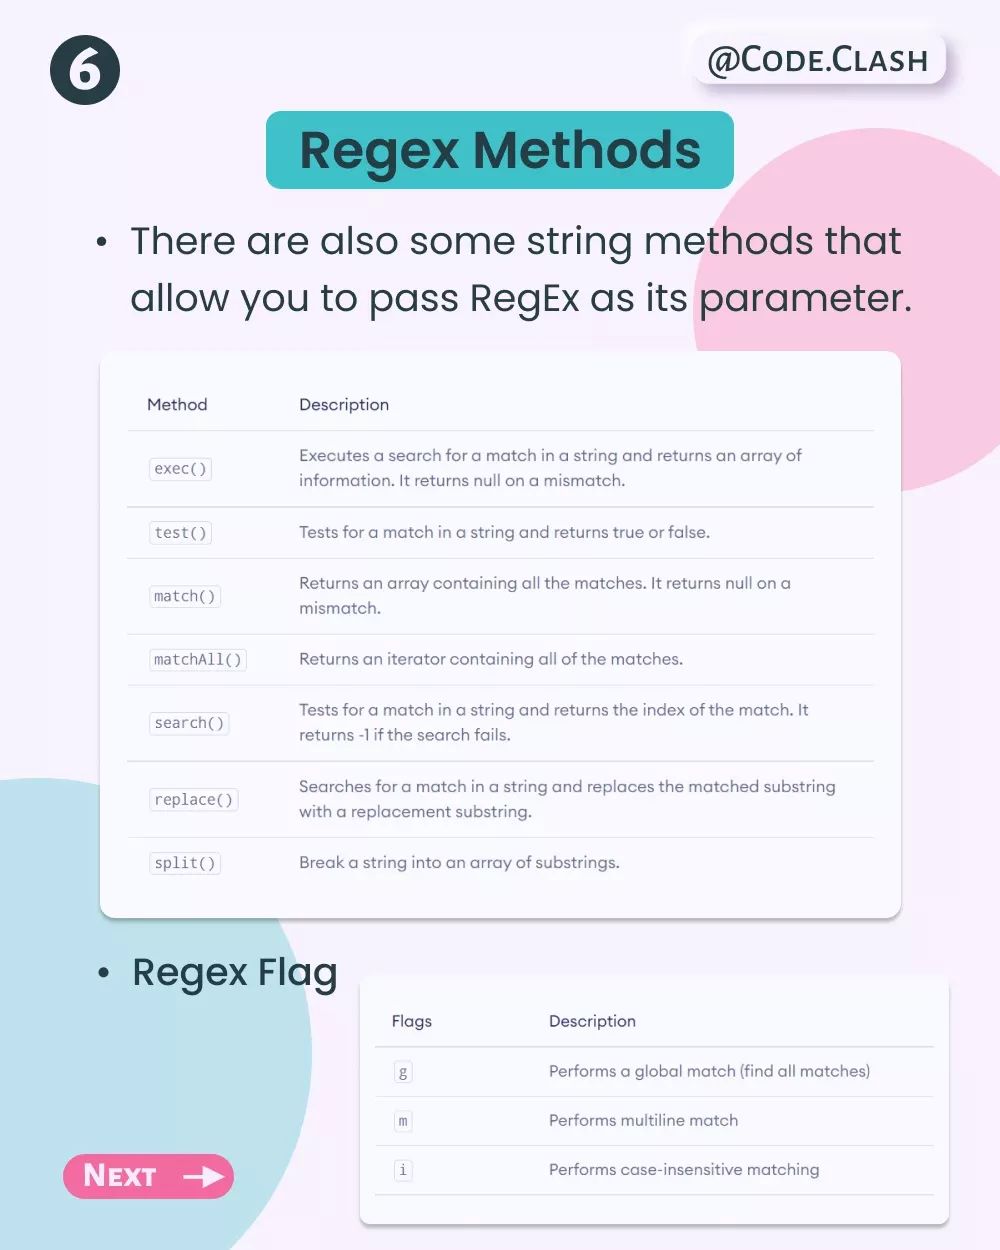 6
@Code.Clash
Regex Methods
• There are also some string methods that
allow you to pass RegEx as its parameter.
Method Description
exec() Executes a search for a match in a string and returns an array of
information. It returns null on a mismatch.
test() Tests for a match in a string and returns true or false.
match() Returns an array containing all the matches. It returns null on a
mismatch.
matchAll() Returns an iterator containing all of the matches.
search() Tests for a match in a string and returns the index of the match. It
returns -1 if the search fails.
replace() Searches for a match in a string and replaces the matched substring
with a replacement substring.
split() Break a string into an array of substrings.
• Regex Flag
Flags Description
g Performs a global match (find all matches)
m Performs multiline match
i Performs case-insensitive matching
Next →